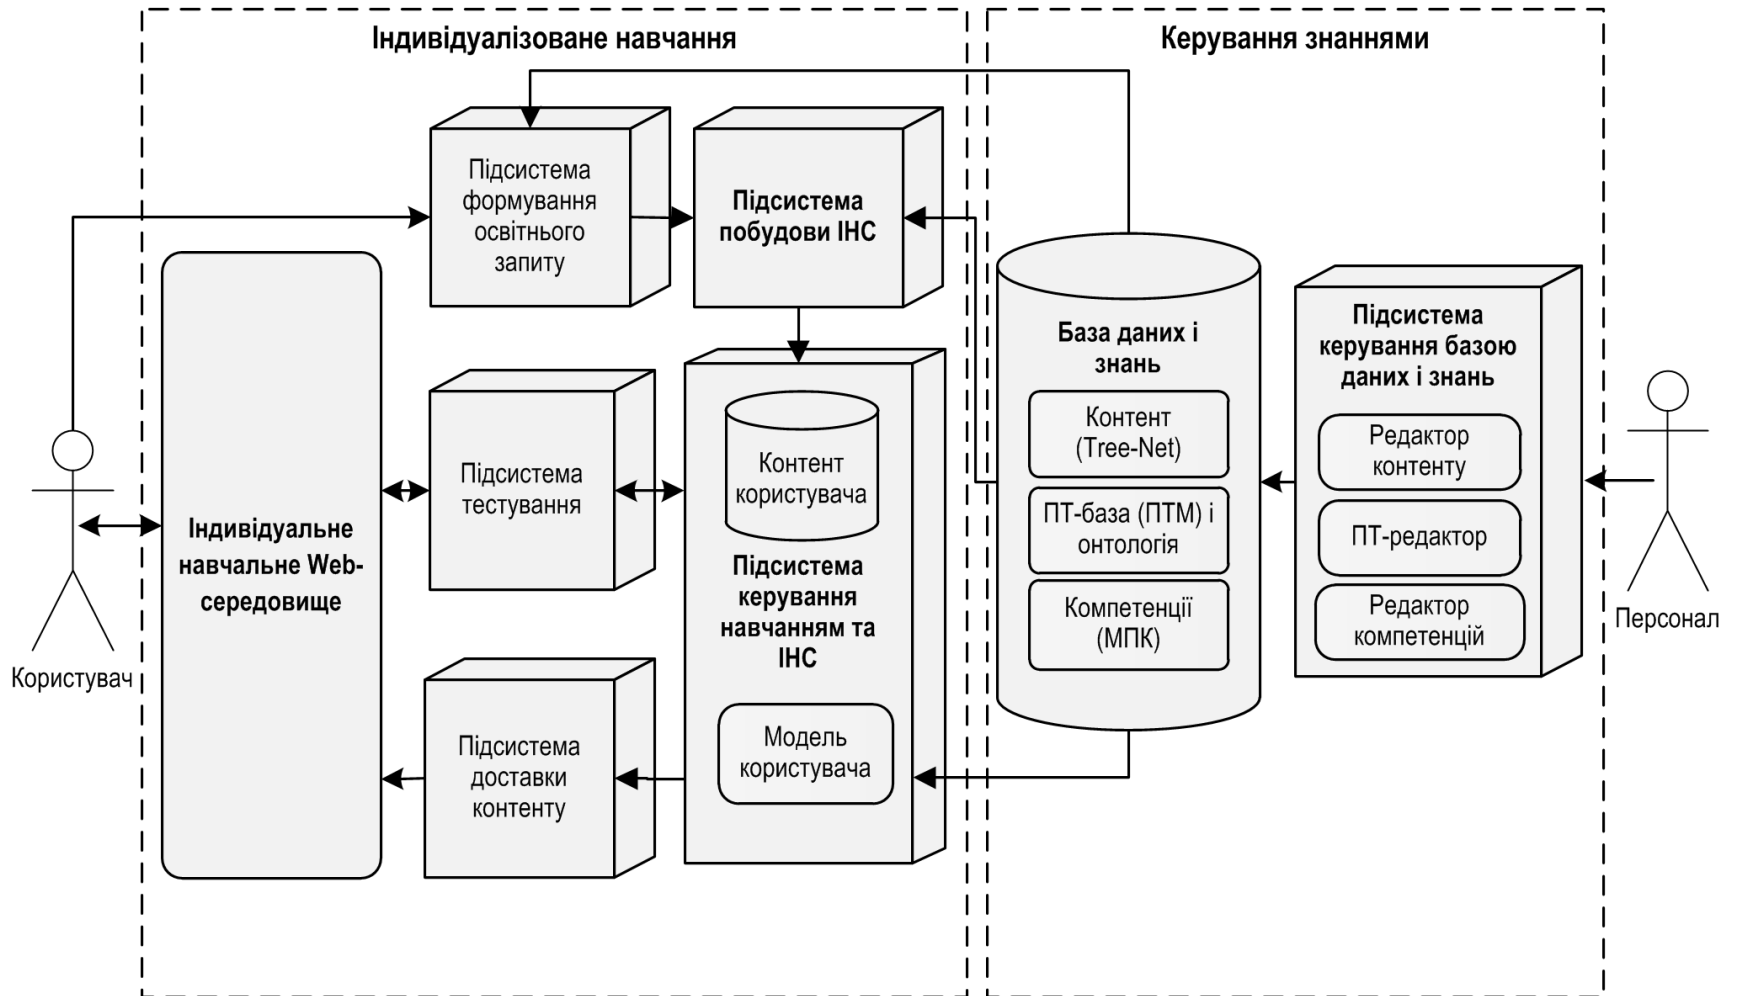 Індивідуалізоване навчання
Керування знаннями
Підсистема
формування
освітнього
запиту
Підсистема
побудови ІНС
База даних і
знань
Контент
(Tree-Net)
ПТ-база (ПТМ) і
онтологія
Компетенції
(МПК)
Підсистема
керування базою
даних і знань
Редактор
контенту
ПТ-редактор
Редактор
компетенцій
Персонал
Користувач
Індивідуальне
навчальне Web-
середовище
Підсистема
тестування
Контент
користувача
Підсистема
керування
навчанням та
ІНС
Модель
користувача
Підсистема
доставки
контенту